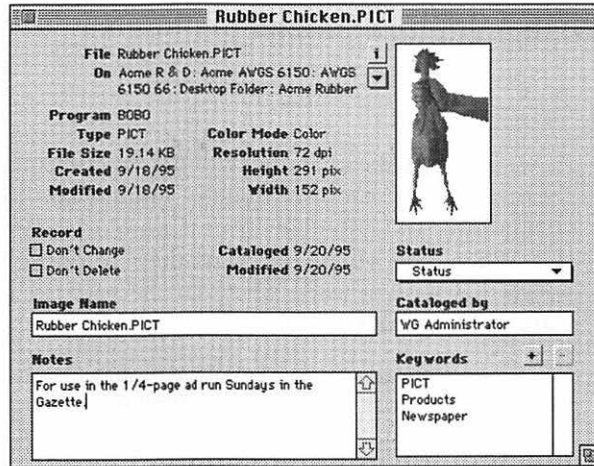 Rubber Chicken.PICT
File Rubber Chicken.PICT
i
On Acme R & D : Acme AWGS 6150 : AWGS
6150 66 : Desktop Folder : Acme Rubber
Program BOBO
Type PICT
Color Mode Color
File Size 19.14 KB
Resolution 72 dpi
Created 9/18/95
Height 291 pix
Modified 9/18/95
Width 152 pix
Record
Don't Change
Cataloged 9/20/95
Don't Delete
Modified 9/20/95
Status
Status
Image Name
Rubber Chicken.PICT
Cataloged by
WG Administrator
Notes
For use in the 1/4-page ad run Sundays in the
Gazette.
Keywords
+
-
PICT
Products
Newspaper